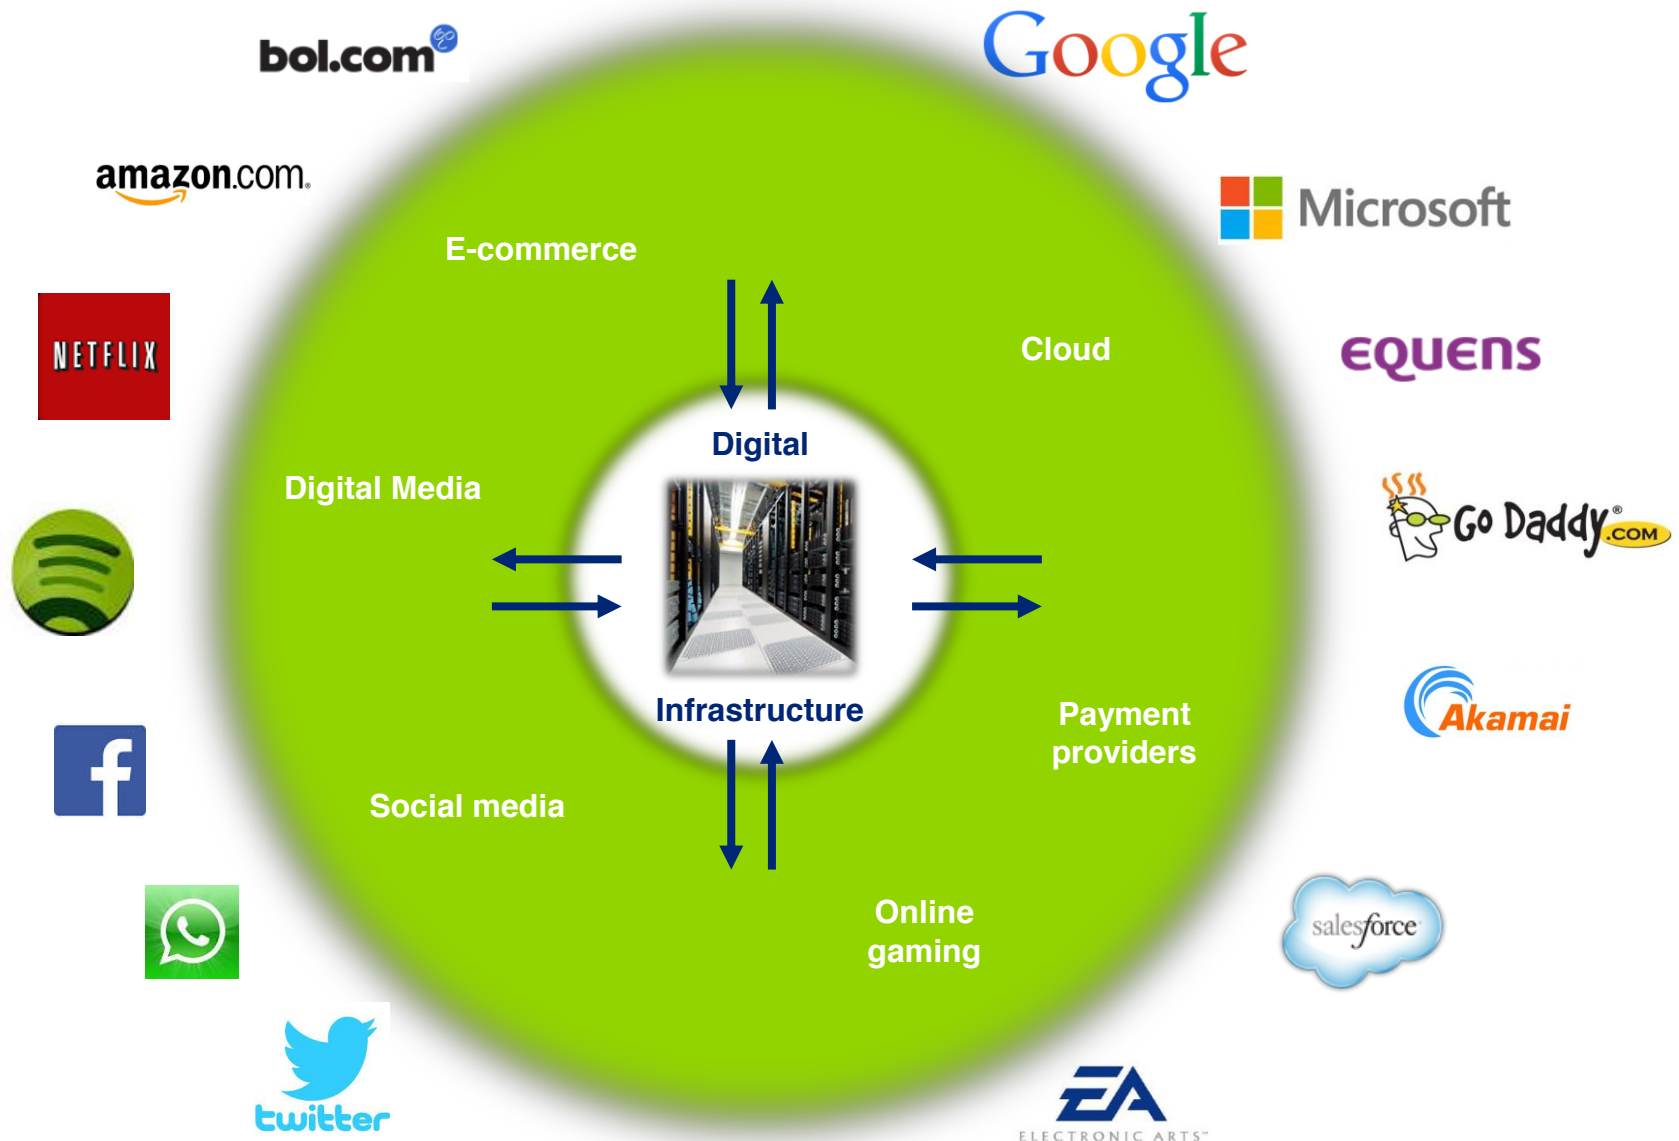 bol.com
Google
amazon.com.
Microsoft
E-commerce
NETFLIX
Cloud
EQUENS
Digital
Digital Media
Go Daddy®
.COM
Infrastructure
Payment
providers
Akamai
Social media
Online
gaming
salesforce
twitter
EA
ELECTRONIC ARTS™